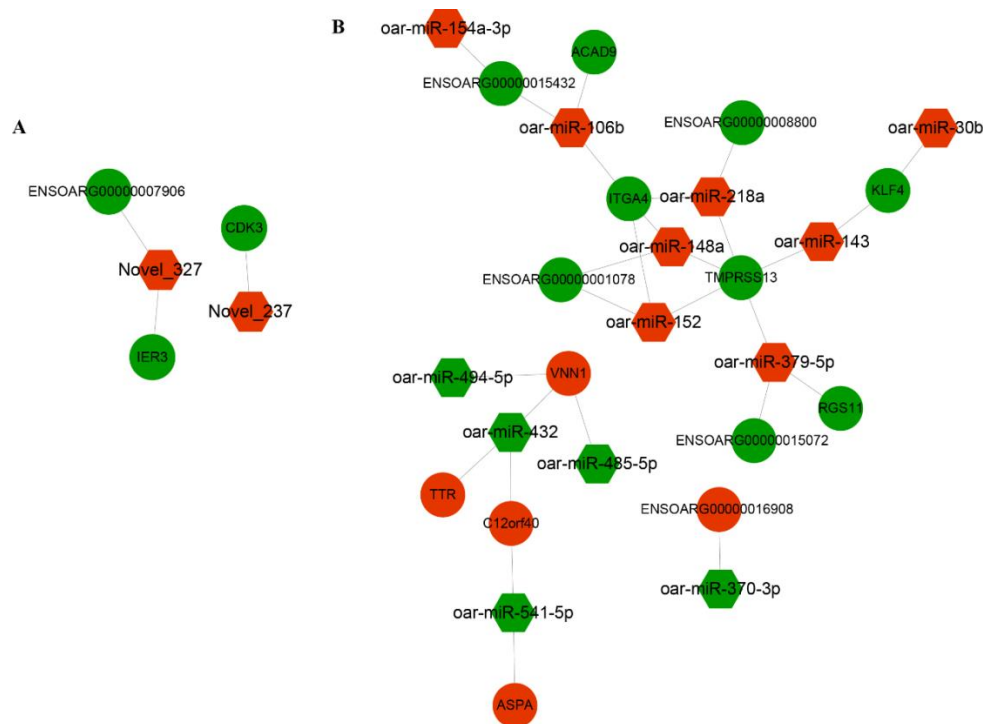 A
ENSOARG00000007906
CDK3
Novel_327
Novel_237
IER3
B
oar-miR-154a-3p
ACAD9
ENSOARG00000015432
oar-miR-106b
ENSOARG00000008800
oar-miR-30b
ITGA4
oar-miR-218a
KLF4
oar-miR-148a
oar-miR-143
ENSOARG00000001078
TMPRSS13
oar-miR-152
oar-miR-379-5p
oar-miR-494-5p
VNN1
RGS11
oar-miR-432
ENSOARG00000015072
oar-miR-485-5p
TTR
ENSOARG00000016908
C12orf40
oar-miR-370-3p
oar-miR-541-5p
ASPA